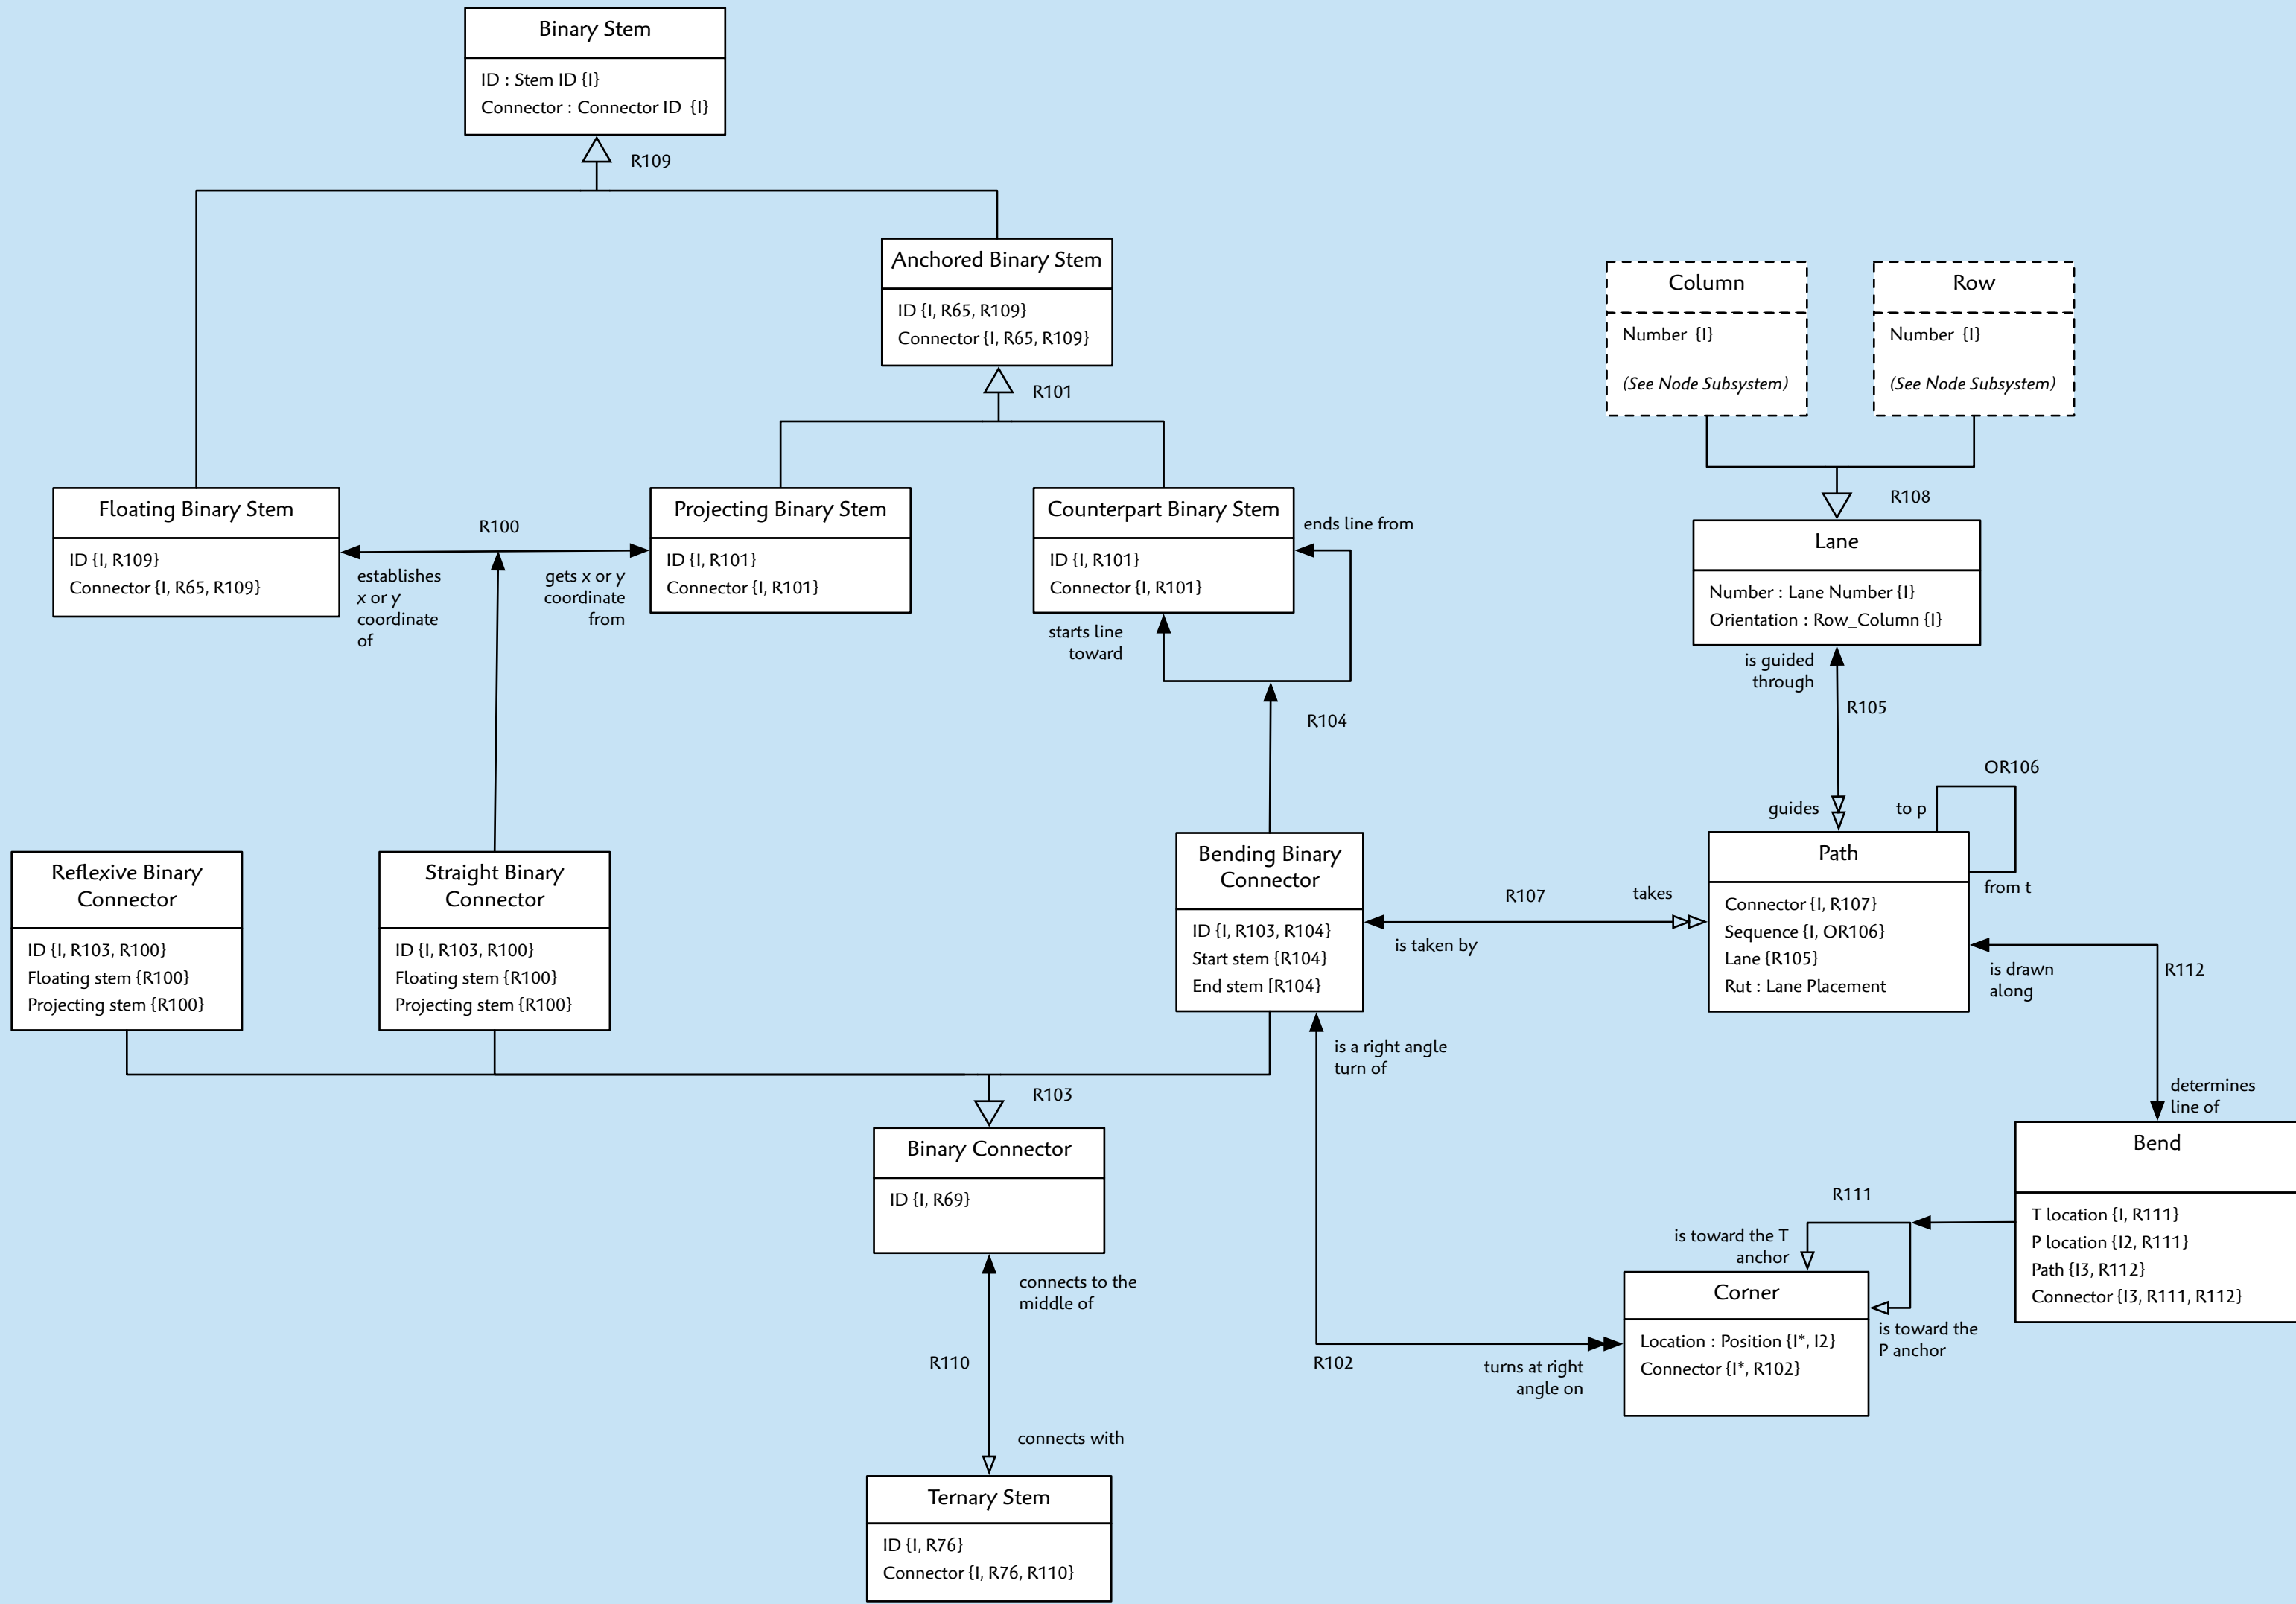 Binary Stem
ID : Stem ID {I}
Connector : Connector ID {I}
R109
Anchored Binary Stem
ID {I, R65, R109}
Connector {I, R65, R109}
R101
Column
Number {I}
(See Node Subsystem)
Row
Number {I}
(See Node Subsystem)
R108
Floating Binary Stem
ID {I, R109}
Connector {I, R65, R109}
R100
establishes
x or y
coordinate
of
gets x or y
coordinate
from
Projecting Binary Stem
ID {I, R101}
Connector {I, R101}
Counterpart Binary Stem
ID {I, R101}
Connector {I, R101}
ends line from
starts line
toward
R104
Lane
Number : Lane Number {I}
Orientation : Row_Column {I}
is guided
through
R105
guides
OR106
to p
from t
Reflexive Binary
Connector
ID {I, R103, R100}
Floating stem {R100}
Projecting stem {R100}
Straight Binary
Connector
ID {I, R103, R100}
Floating stem {R100}
Projecting stem {R100}
Bending Binary
Connector
ID {I, R103, R104}
Start stem {R104}
End stem [R104}
R107
takes
is taken by
Path
Connector {I, R107}
Sequence {I, OR106}
Lane {R105}
Rut : Lane Placement
is drawn
along
R112
determines
line of
is a right angle
turn of
R103
Binary Connector
ID {I, R69}
connects to the
middle of
R110
connects with
Ternary Stem
ID {I, R76}
Connector {I, R76, R110}
R102
turns at right
angle on
Bend
T location {I, R111}
P location {I2, R111}
Path {I3, R112}
Connector {I3, R111, R112}
R111
is toward the T
anchor
is toward the
P anchor
Corner
Location : Position {I*, I2}
Connector {I*, R102}